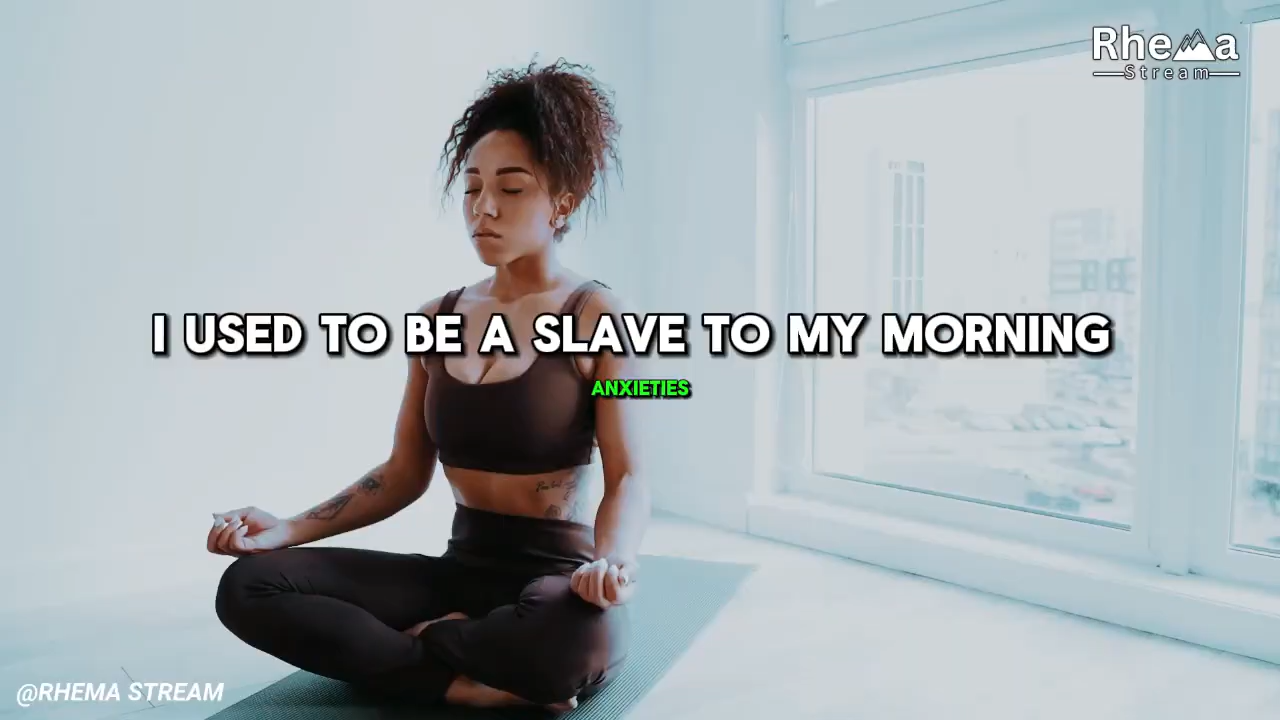 Rhema
Stream
I USED TO BE A SLAVE TO MY MORNING
ANXIETIES
@RHEMA STREAM